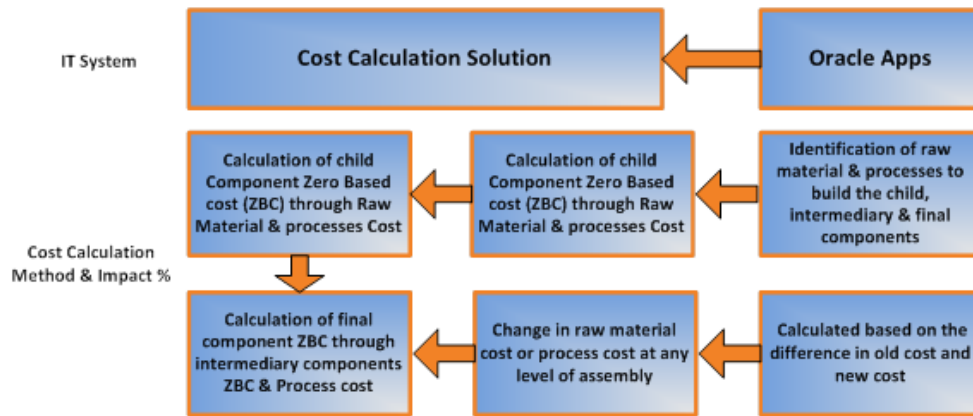 IT System
Cost Calculation Solution
Oracle Apps
Calculation of child
Component Zero Based
cost (ZBC) through Raw
Material & processes Cost
Calculation of child
Component Zero Based
cost (ZBC) through Raw
Material & processes Cost
Identification of raw
material & processes to
build the child,
intermediary & final
components
Cost Calculation
Method & Impact %
Calculation of final
component ZBC through
intermediary components
ZBC & Process cost
Change in raw material
cost or process cost at any
level of assembly
Calculated based on the
difference in old cost and
new cost